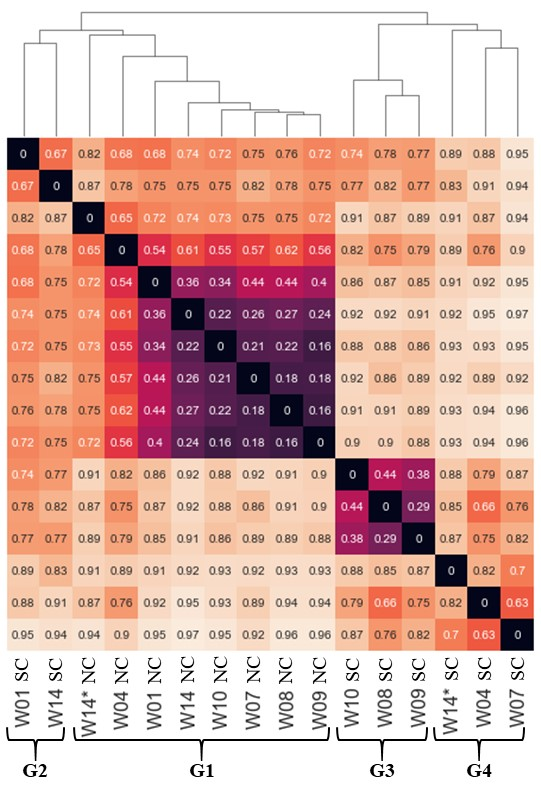 0 0.67 0.82 0.68 0.68 0.74 0.72 0.75 0.76 0.72 0.74 0.78 0.77 0.89 0.88 0.95
0.67 0 0.87 0.78 0.75 0.75 0.75 0.82 0.78 0.75 0.77 0.82 0.77 0.83 0.91 0.94
0.82 0.87 0 0.65 0.72 0.74 0.73 0.75 0.75 0.72 0.91 0.87 0.89 0.91 0.87 0.94
0.68 0.78 0.65 0 0.54 0.61 0.55 0.57 0.62 0.56 0.82 0.75 0.79 0.89 0.76 0.9
0.68 0.75 0.72 0.54 0 0.36 0.34 0.44 0.44 0.4 0.86 0.87 0.85 0.91 0.92 0.95
0.74 0.75 0.74 0.61 0.36 0 0.22 0.26 0.27 0.24 0.92 0.92 0.91 0.92 0.95 0.97
0.72 0.75 0.73 0.55 0.34 0.22 0 0.21 0.22 0.16 0.88 0.88 0.86 0.93 0.93 0.95
0.75 0.82 0.75 0.57 0.44 0.26 0.21 0 0.18 0.18 0.92 0.86 0.89 0.92 0.89 0.92
0.76 0.78 0.75 0.62 0.44 0.27 0.22 0.18 0 0.16 0.91 0.91 0.89 0.93 0.94 0.96
0.72 0.75 0.72 0.56 0.4 0.24 0.16 0.18 0.16 0 0.9 0.9 0.88 0.93 0.94 0.96
0.74 0.77 0.91 0.82 0.86 0.92 0.88 0.92 0.91 0.9 0 0.44 0.38 0.88 0.79 0.87
0.78 0.82 0.87 0.75 0.87 0.92 0.88 0.86 0.91 0.9 0.44 0 0.29 0.85 0.66 0.76
0.77 0.77 0.89 0.79 0.85 0.91 0.86 0.89 0.89 0.88 0.38 0.29 0 0.87 0.75 0.82
0.89 0.83 0.91 0.89 0.91 0.92 0.93 0.92 0.93 0.93 0.88 0.85 0.87 0 0.82 0.7
0.88 0.91 0.87 0.76 0.92 0.95 0.93 0.89 0.94 0.94 0.79 0.66 0.75 0.82 0 0.63
0.95 0.94 0.94 0.9 0.95 0.97 0.95 0.92 0.96 0.96 0.87 0.76 0.82 0.7 0.63 0
W01 SC
W14 SC
W14* NC
W04 NC
W01 NC
W14 NC
W10 NC
W07 NC
W08 NC
W09 NC
W10 SC
W08 SC
W09 SC
W14* SC
W04 SC
W07 SC
G2 G1 G3 G4